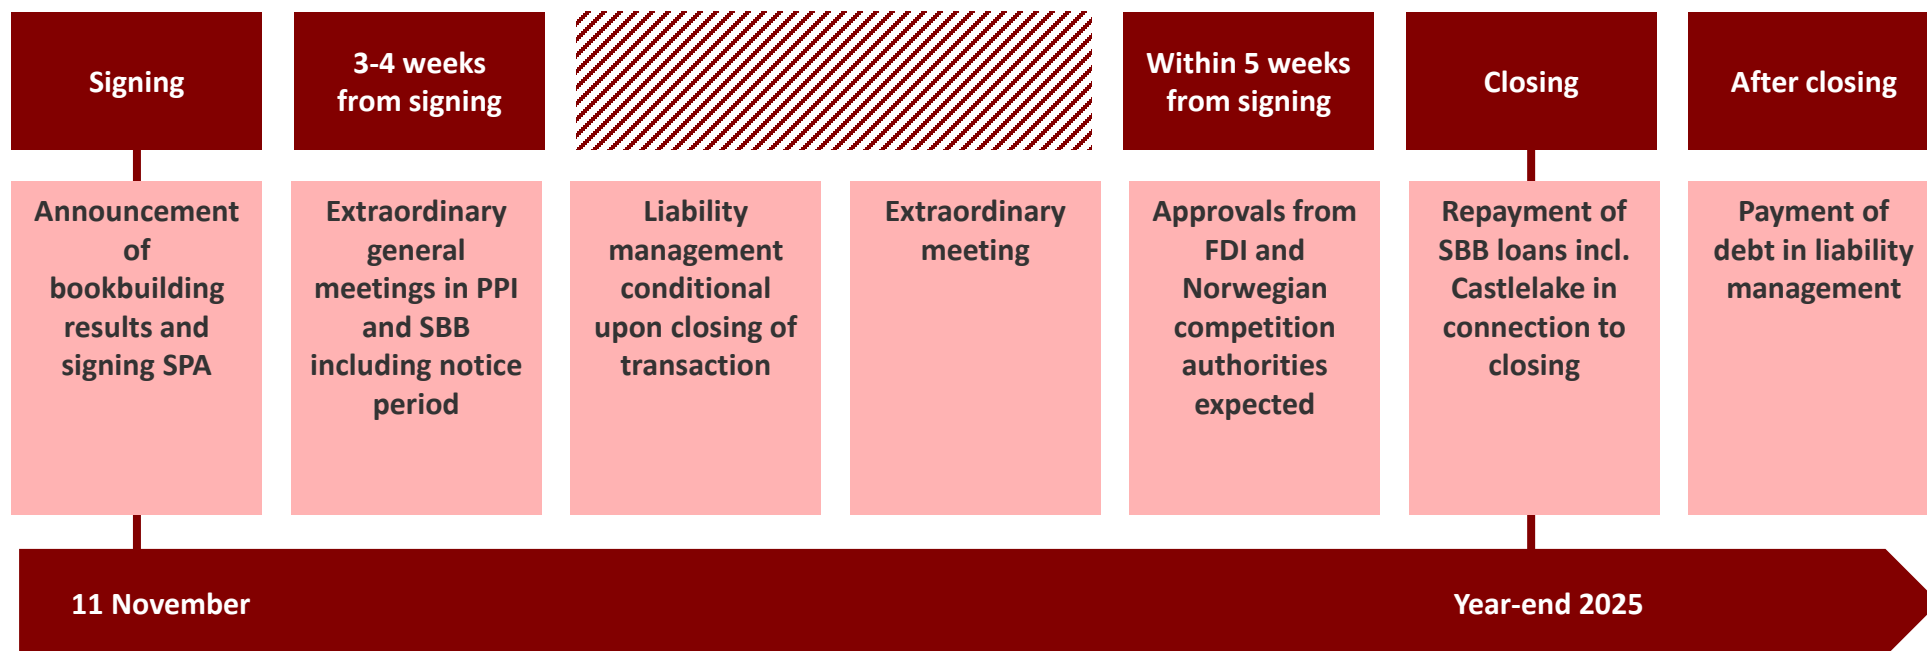 Signing
3-4 weeks
from signing
Within 5 weeks
from signing
Closing
After closing
Announcement
of
bookbuilding
results and
signing SPA
Extraordinary
general
meetings in PPI
and SBB
including notice
period
Liability
management
conditional
upon closing of
transaction
Extraordinary
meeting
Approvals from
FDI and
Norwegian
competition
authorities
expected
Repayment of
SBB loans incl.
Castlelake in
connection to
closing
Payment of
debt in liability
management
11 November
Year-end 2025